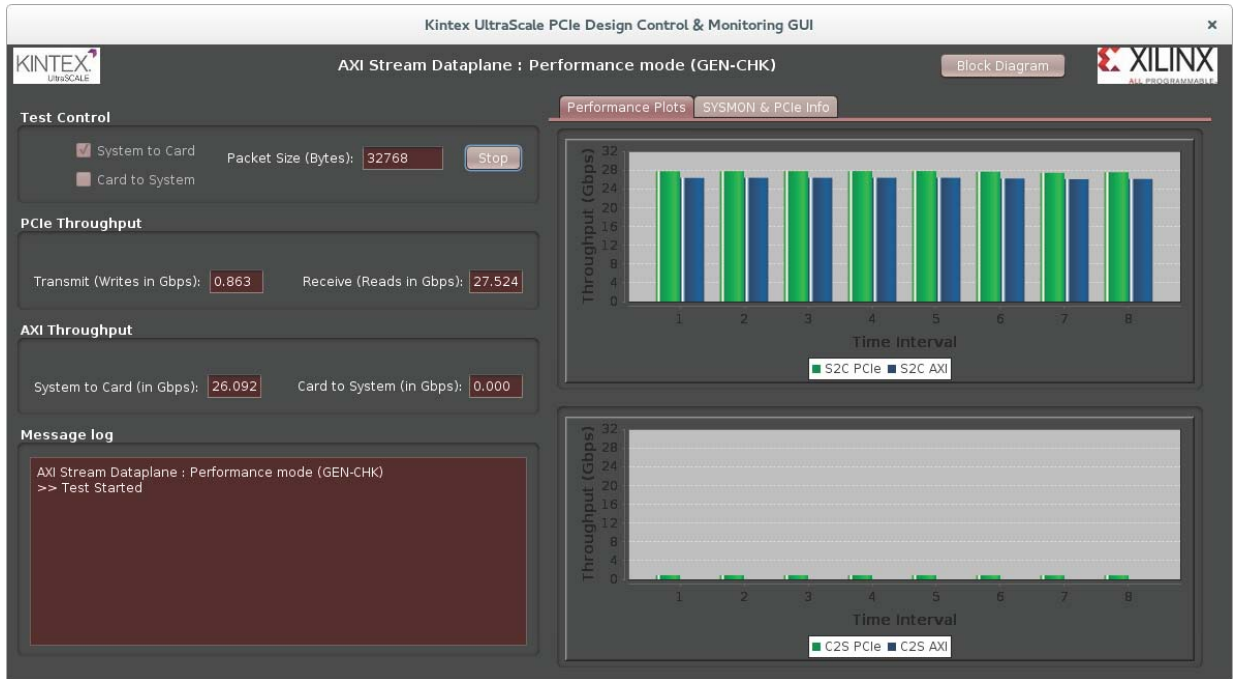 Kintex UltraScale PCIe Design Control & Monitoring GUI
×
KINTEX.
UltraSCALE
AXI Stream Dataplane : Performance mode (GEN-CHK)
Block Diagram
XILINX
ALL PROGRAMMABLE.
Test Control
System to Card
Card to System
Packet Size (Bytes): 32768
Stop
PCIe Throughput
Transmit (Writes in Gbps): 0.863
Receive (Reads in Gbps): 27.524
AXI Throughput
System to Card (in Gbps): 26.092
Card to System (in Gbps): 0.000
Message log
AXI Stream Dataplane : Performance mode (GEN-CHK)
>> Test Started
Performance Plots
SYSMON & PCIe Info
Throughput (Gbps)
32
28
24
20
16
12
8
4
0
1 2 3 4 5 6 7 8
Time Interval
S2C PCIe S2C AXI
Throughput (Gbps)
32
28
24
20
16
12
8
4
0
1 2 3 4 5 6 7 8
Time Interval
C2S PCIe C2S AXI